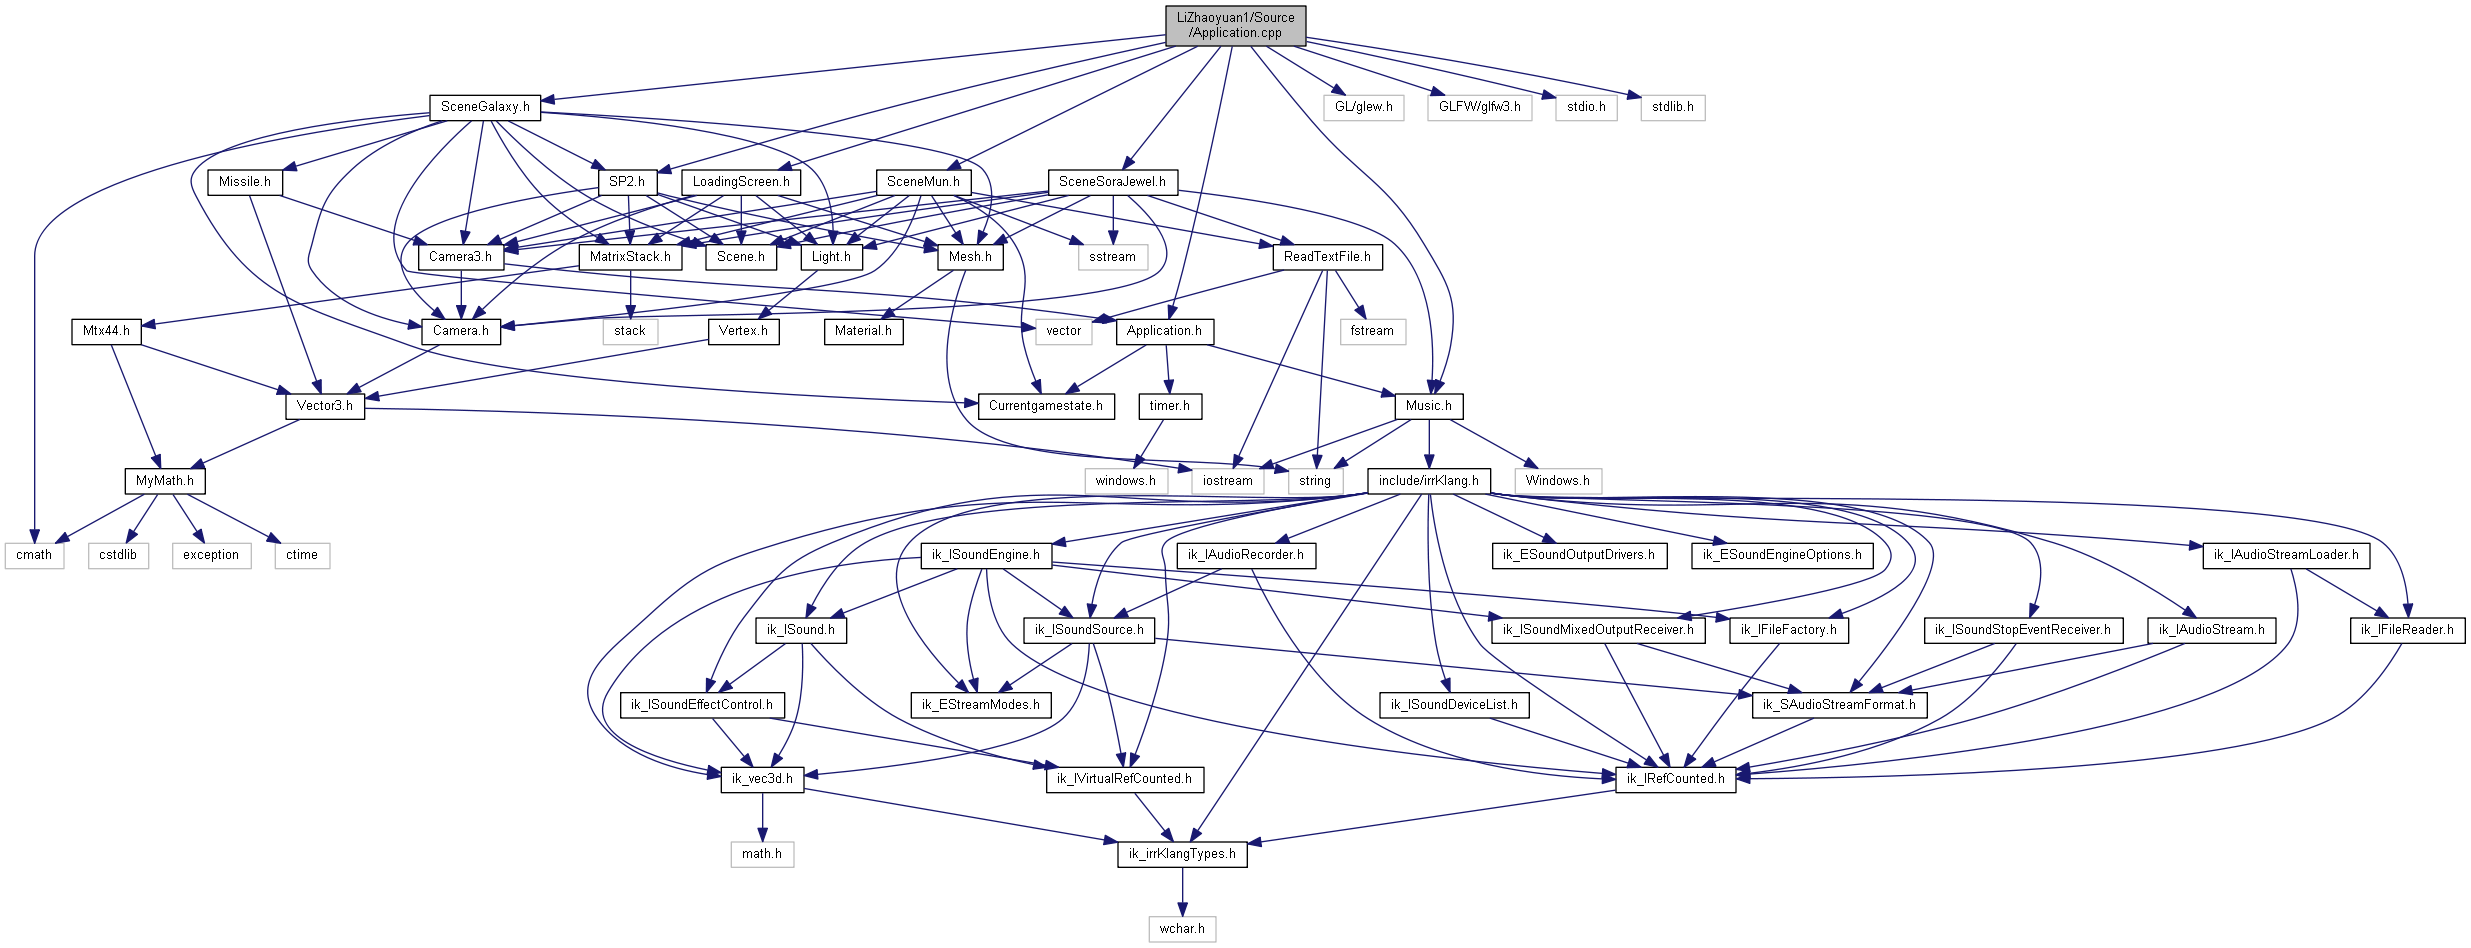 LiZhaoyuan1/Source
/Application.cpp
SceneGalaxy.h
GL/glew.h
GLFW/glfw3.h
stdio.h
stdlib.h
Missile.h
SP2.h
LoadingScreen.h
SceneMun.h
SceneSoraJewel.h
Camera3.h
MatrixStack.h
Scene.h
Light.h
Mesh.h
sstream
ReadTextFile.h
Mtx44.h
Camera.h
stack
Vertex.h
Material.h
vector
Application.h
fstream
Vector3.h
Currentgamestate.h
timer.h
Music.h
MyMath.h
windows.h
iostream
string
include/irrKlang.h
Windows.h
cmath
cstdlib
exception
ctime
ik_ISoundEngine.h
ik_IAudioRecorder.h
ik_ESoundOutputDrivers.h
ik_ESoundEngineOptions.h
ik_IAudioStreamLoader.h
ik_ISound.h
ik_ISoundSource.h
ik_ISoundMixedOutputReceiver.h
ik_IFileFactory.h
ik_ISoundStopEventReceiver.h
ik_IAudioStream.h
ik_IFileReader.h
ik_ISoundEffectControl.h
ik_EStreamModes.h
ik_ISoundDeviceList.h
ik_SAudioStreamFormat.h
ik_vec3d.h
ik_IVirtualRefCounted.h
ik_IRefCounted.h
math.h
ik_irrKlangTypes.h
wchar.h